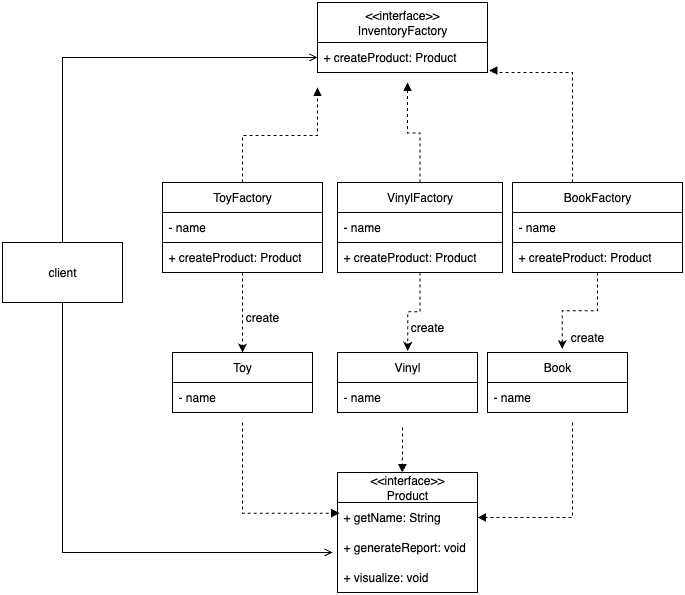 <<interface>>
InventoryFactory
+ createProduct: Product
ToyFactory
- name
+ createProduct: Product
VinylFactory
- name
+ createProduct: Product
BookFactory
- name
+ createProduct: Product
client
create
create
create
Toy
- name
Vinyl
- name
Book
- name
<<interface>>
Product
+ getName: String
+ generateReport: void
+ visualize: void